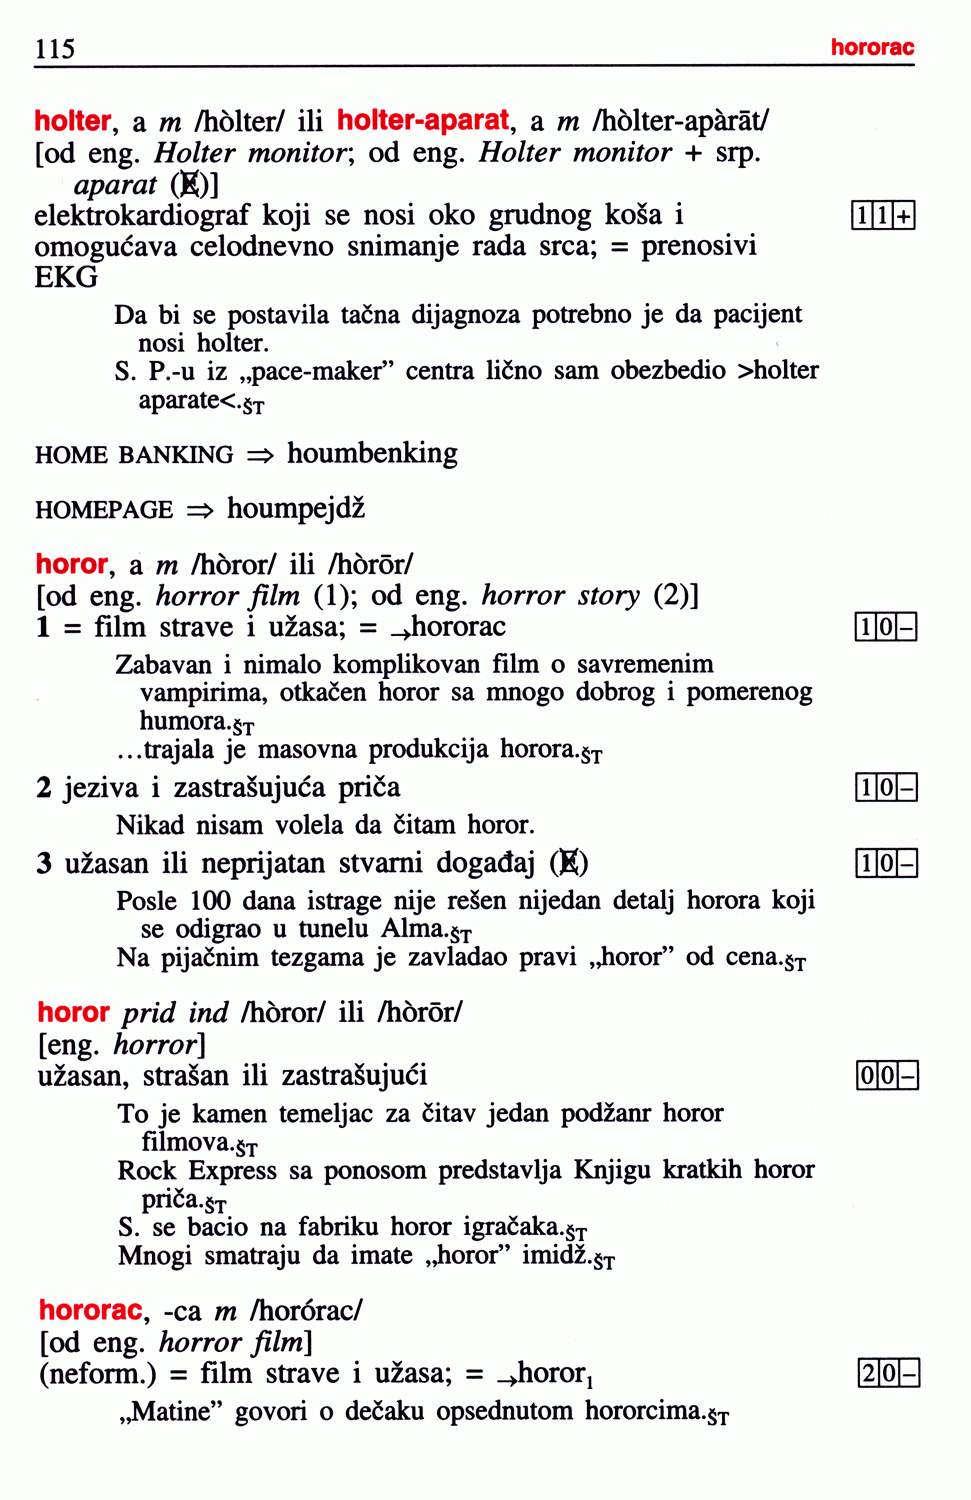 115 hororac
holter, a m /hòlter/ ili holter-aparat, a m /hòlter-apàrāt/
[od eng. Holter monitor; od eng. Holter monitor + srp.
aparat (E)]
elektrokardiograf koji se nosi oko grudnog koša i 1 1 +
omogućava celodnevno snimanje rada srca; = prenosivi
EKG
Da bi se postavila tačna dijagnoza potrebno je da pacijent
nosi holter.
S. P.-u iz „pace-maker” centra lično sam obezbedio >holter
aparate<.ŠT
HOME BANKING ⇒ houmbenking
HOMEPAGE ⇒ houmpejdž
horor, a m /hòror/ ili /hòrōr/
[od eng. horror film (1); od eng. horror story (2)]
1 = film strave i užasa; = →hororac 1 0 –
Zabavan i nimalo komplikovan film o savremenim
vampirima, otkačen horor sa mnogo dobrog i pomerenog
humora.ŠT
...trajala je masovna produkcija horora.ŠT
2 jeziva i zastrašujuća priča 1 0 –
Nikad nisam volela da čitam horor.
3 užasan ili neprijatan stvarni događaj (E) 1 0 –
Posle 100 dana istrage nije rešen nijedan detalj horora koji
se odigrao u tunelu Alma.ŠT
Na pijačnim tezgama je zavladao pravi „horor” od cena.ŠT
horor prid ind /hòror/ ili /hòrōr/
[eng. horror]
užasan, strašan ili zastrašujući 0 0 –
To je kamen temeljac za čitav jedan podžanr horor
filmova.ŠT
Rock Express sa ponosom predstavlja Knjigu kratkih horor
priča.ŠT
S. se bacio na fabriku horor igračaka.ŠT
Mnogi smatraju da imate „horor” imidž.ŠT
hororac, -ca m /horórac/
[od eng. horror film]
(neform.) = film strave i užasa; = →horor1 2 0 –
„Matine” govori o dečaku opsednutom hororcima.ŠT